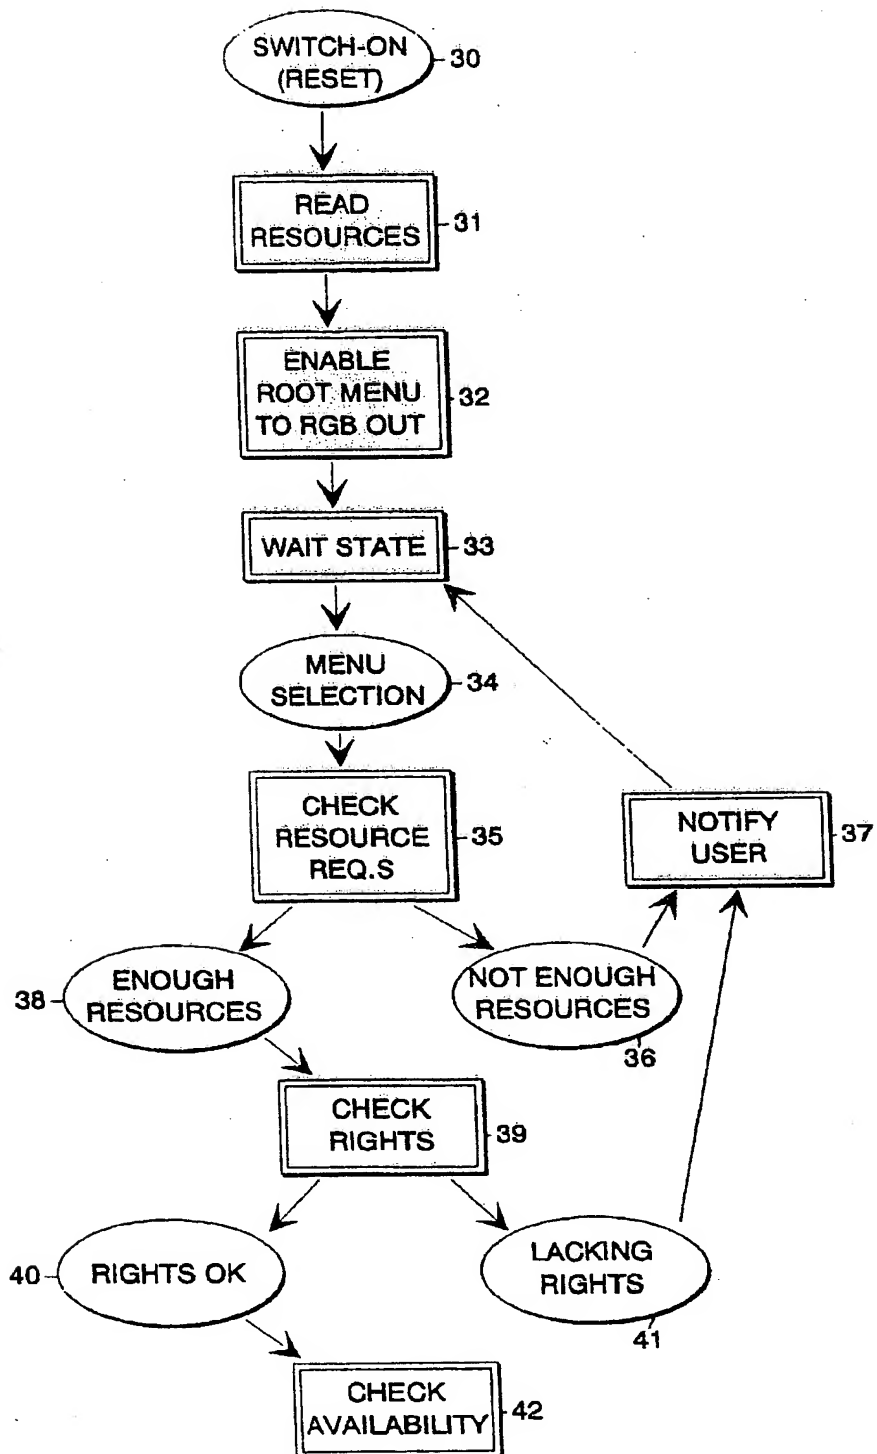 SWITCH-ON
(RESET)
30
READ
RESOURCES
31
ENABLE
ROOT MENU
TO RGB OUT
32
WAIT STATE
33
MENU
SELECTION
34
CHECK
RESOURCE
REQ.S
35
NOTIFY
USER
37
ENOUGH
RESOURCES
38
NOT ENOUGH
RESOURCES
36
CHECK
RIGHTS
39
RIGHTS OK
40
LACKING
RIGHTS
41
CHECK
AVAILABILITY
42